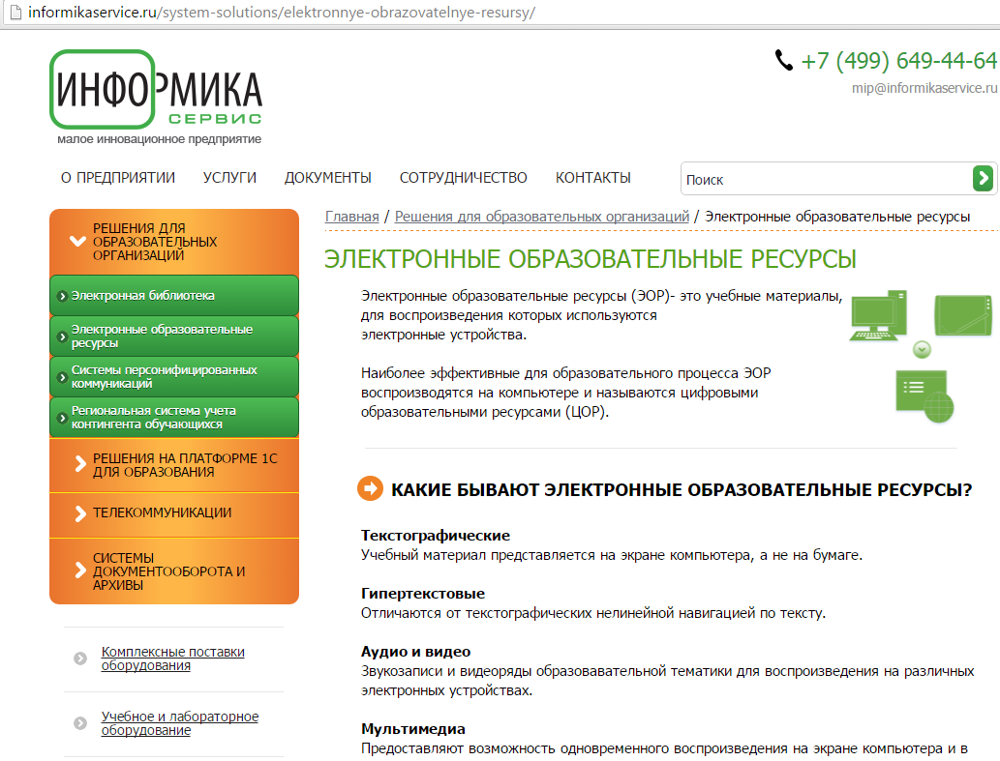 informikaservice.ru/system-solutions/elektronnye-obrazovatelnye-resursy/
ИНФОРМИКА
СЕРВИС
малое инновационное предприятие
+7 (499) 649-44-64
mip@informikaservice.ru
О ПРЕДПРИЯТИИ УСЛУГИ ДОКУМЕНТЫ СОТРУДНИЧЕСТВО КОНТАКТЫ
Поиск
РЕШЕНИЯ ДЛЯ
ОБРАЗОВАТЕЛЬНЫХ
ОРГАНИЗАЦИЙ
Электронная библиотека
Электронные образовательные
ресурсы
Системы персонифицированных
коммуникаций
Региональная система учета
контингента обучающихся
РЕШЕНИЯ НА ПЛАТФОРМЕ 1С
ДЛЯ ОБРАЗОВАНИЯ
ТЕЛЕКОММУНИКАЦИИ
СИСТЕМЫ
ДОКУМЕНТООБОРОТА И
АРХИВЫ
Комплексные поставки
оборудования
Учебное и лабораторное
оборудование
Главная / Решения для образовательных организаций / Электронные образовательные ресурсы
ЭЛЕКТРОННЫЕ ОБРАЗОВАТЕЛЬНЫЕ РЕСУРСЫ
Электронные образовательные ресурсы (ЭОР)- это учебные материалы,
для воспроизведения которых используются
электронные устройства.
Наиболее эффективные для образовательного процесса ЭОР
воспроизводятся на компьютере и называются цифровыми
образовательными ресурсами (ЦОР).
КАКИЕ БЫВАЮТ ЭЛЕКТРОННЫЕ ОБРАЗОВАТЕЛЬНЫЕ РЕСУРСЫ?
Текстографические
Учебный материал представляется на экране компьютера, а не на бумаге.
Гипертекстовые
Отличаются от текстографических нелинейной навигацией по тексту.
Аудио и видео
Звукозаписи и видеоряды образовавательной тематики для воспроизведения на различных
электронных устройствах.
Мультимедиа
Предоставляют возможность одновременного воспроизведения на экране компьютера и в